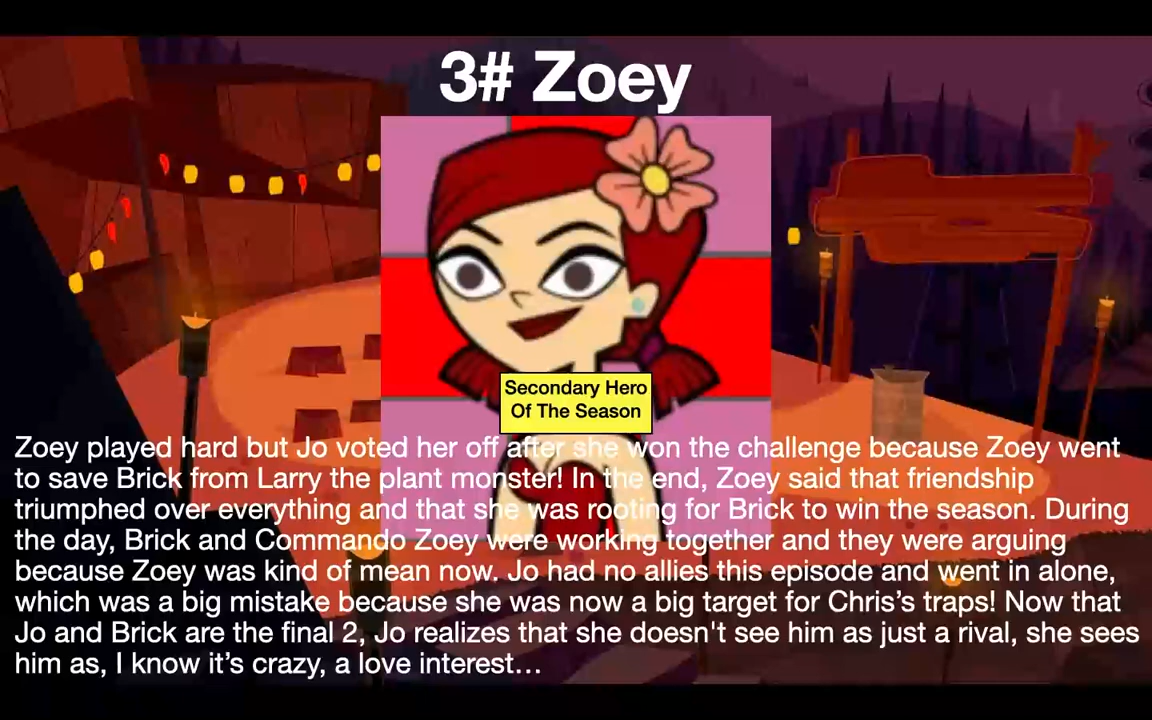 3# Zoey
Secondary Hero
Of The Season
Zoey played hard but Jo voted her off after she won the challenge because Zoey went
to save Brick from Larry the plant monster! In the end, Zoey said that friendship
triumphed over everything and that she was rooting for Brick to win the season. During
the day, Brick and Commando Zoey were working together and they were arguing
because Zoey was kind of mean now. Jo had no allies this episode and went in alone,
which was a big mistake because she was now a big target for Chris’s traps! Now that
Jo and Brick are the final 2, Jo realizes that she doesn't see him as just a rival, she sees
him as, I know it’s crazy, a love interest…